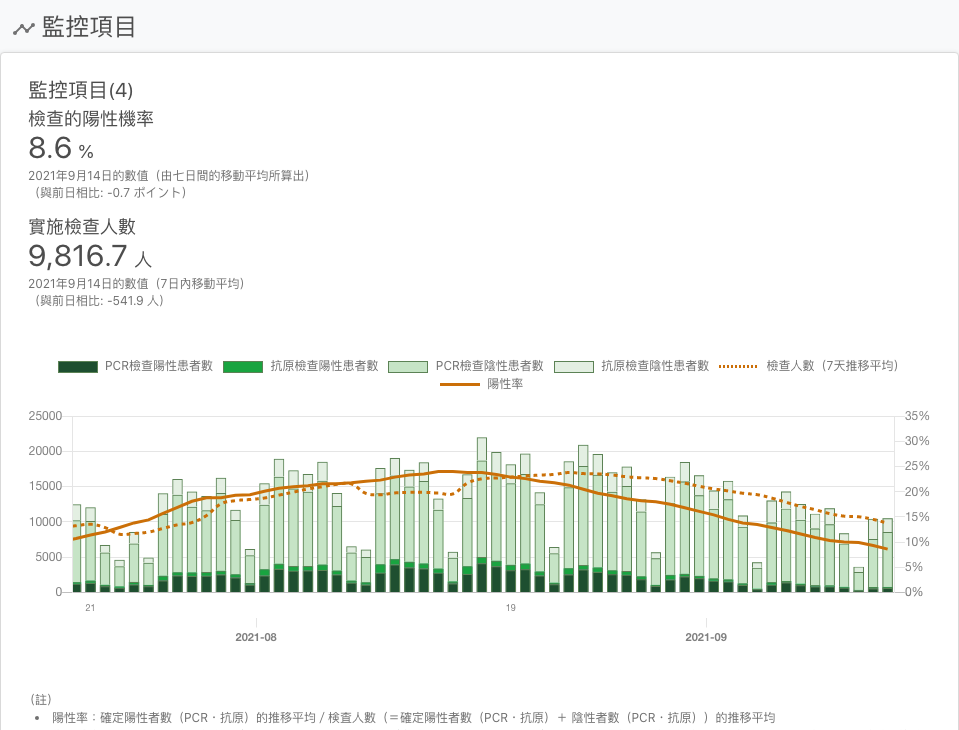 監控項目
監控項目(4)
檢查的陽性機率
8.6 %
2021年9月14日的數值（由七日間的移動平均所算出）
（與前日相比: -0.7 ポイント）
實施檢查人數
9,816.7 人
2021年9月14日的數值（7日內移動平均）
（與前日相比: -541.9 人）
PCR檢查陽性患者數 抗原檢查陽性患者數 PCR檢查陰性患者數 抗原檢查陰性患者數 檢查人數（7天推移平均）
陽性率
25000 35%
30%
20000
25%
15000 20%
15%
10000
10%
5000
5%
0 0%
21 19
2021-08 2021-09
（註）
• 陽性率：確定陽性者數（PCR・抗原）的推移平均 / 検査人數（＝確定陽性者數（PCR・抗原）＋ 陰性者數（PCR・抗原））的推移平均